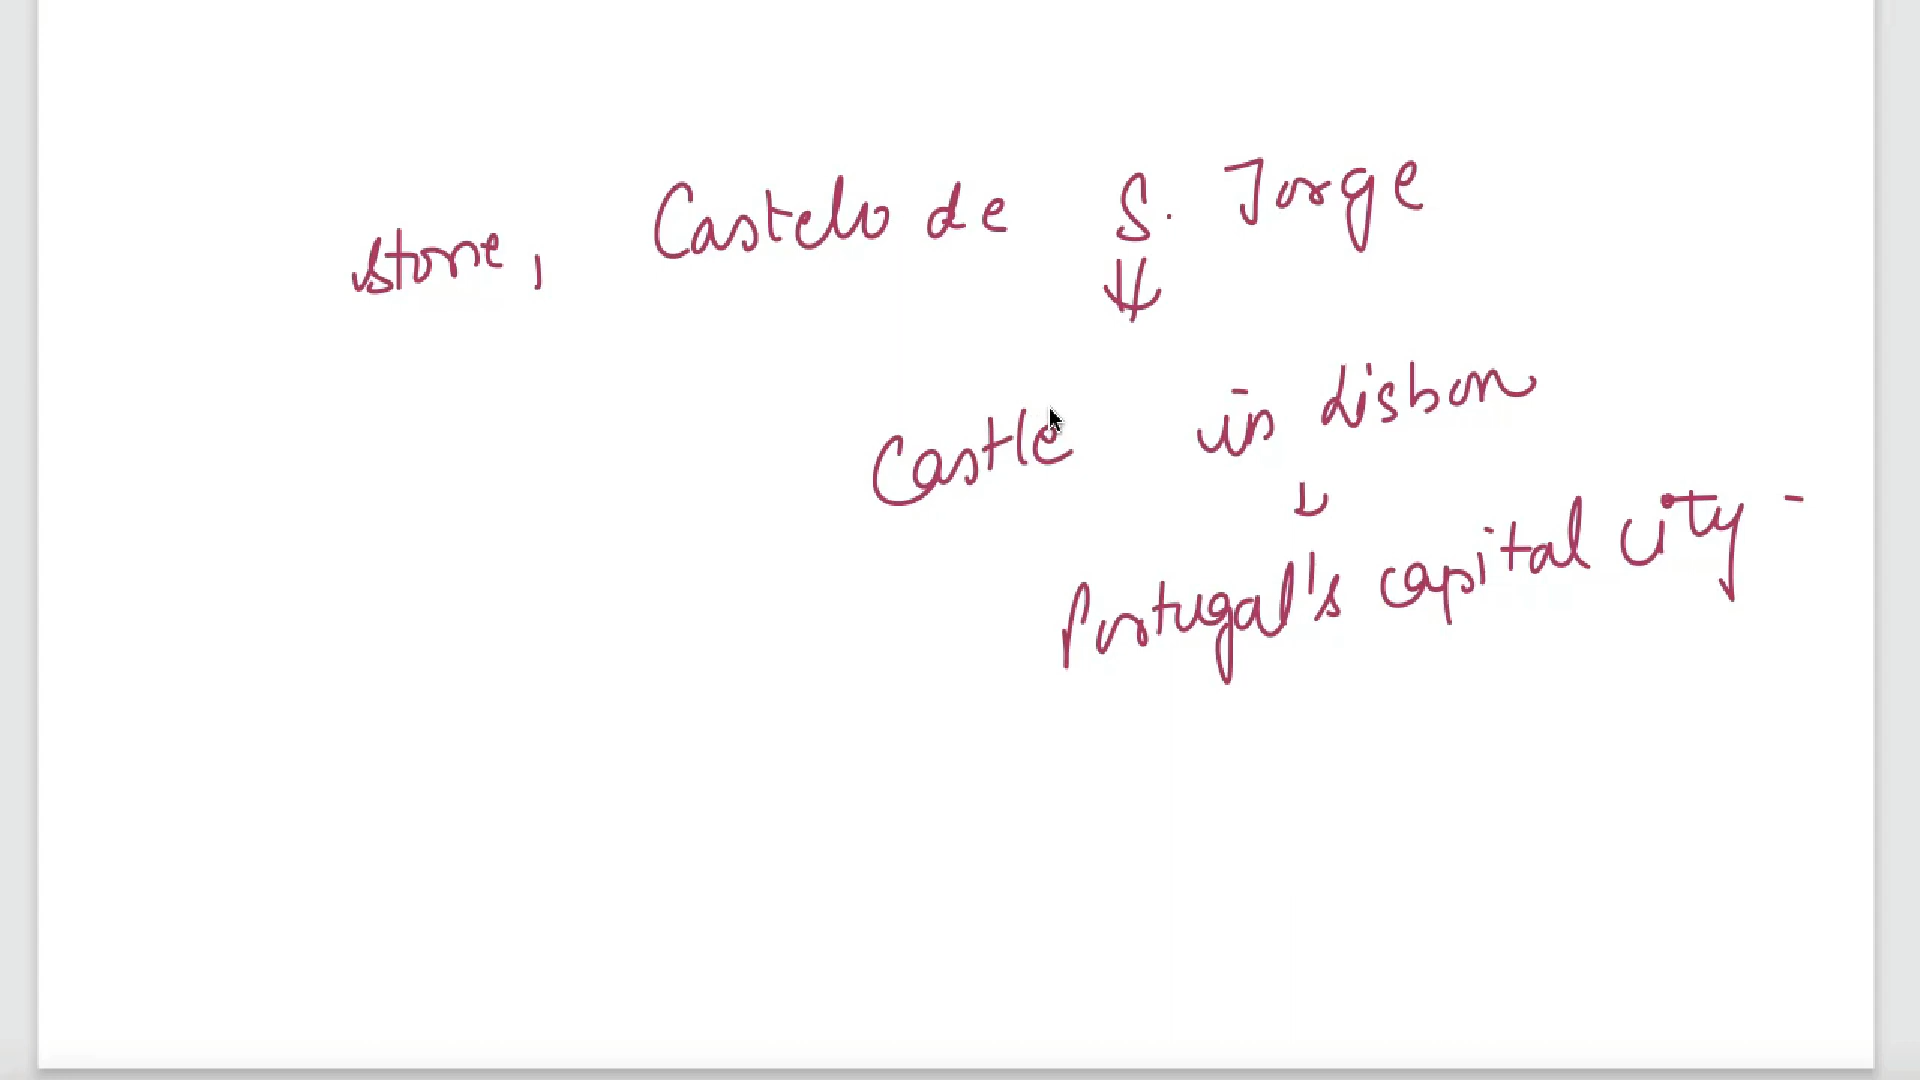 stone, Castelo de S. Jorge
Castle in Lisbon
Portugal's capital city -